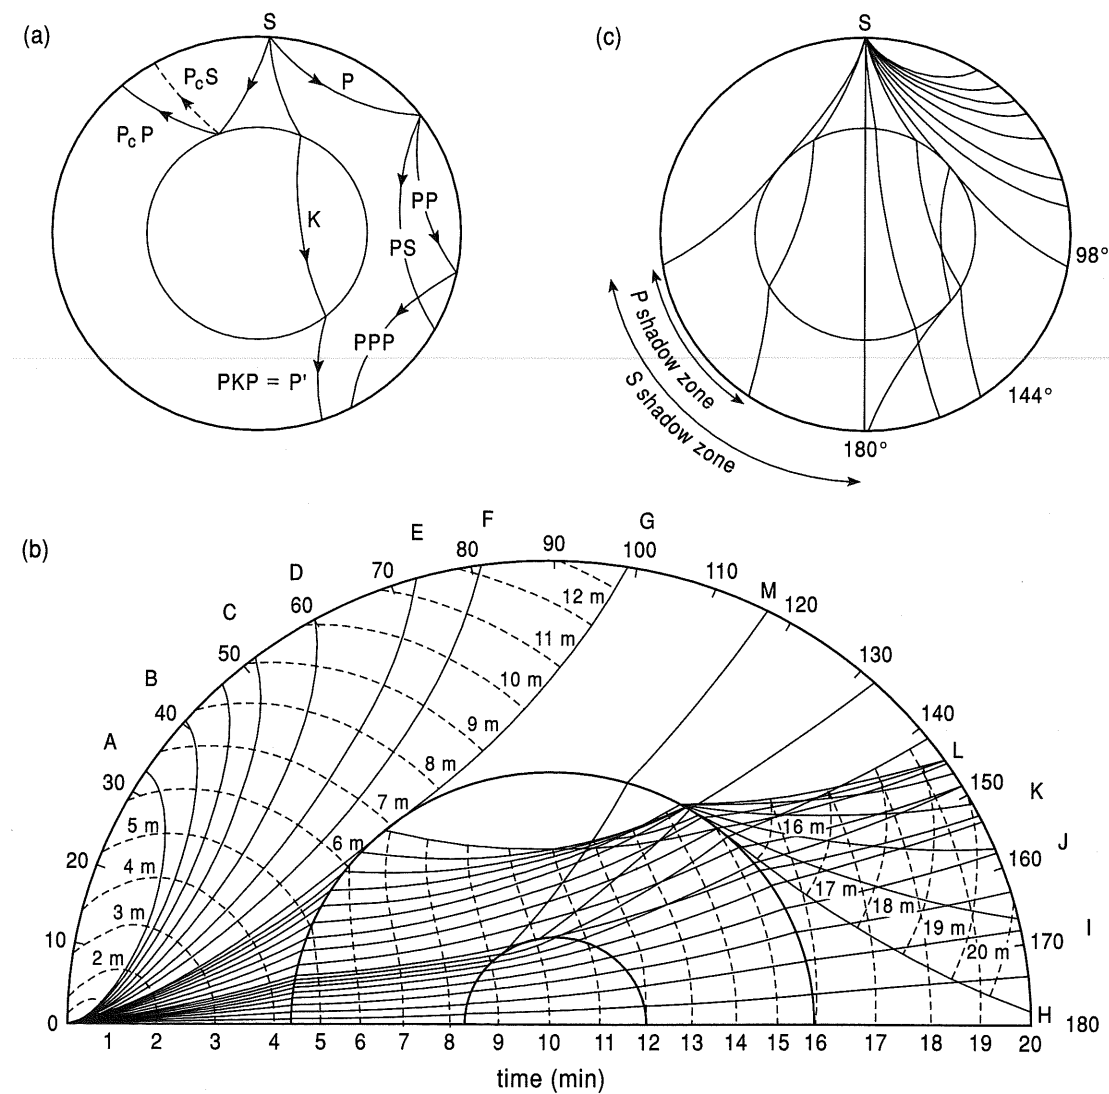 (a)
S
PcS
P
PcP
PP
K
PS
PPP
PKP = P'
(c)
S
98°
P shadow zone
S shadow zone
144°
180°
(b)
A
B
C
D
E
F
G
M
L
K
J
I
H
0
10
20
30
40
50
60
70
80
90
100
110
120
130
140
150
160
170
180
2 m
3 m
4 m
5 m
6 m
7 m
8 m
9 m
10 m
11 m
12 m
16 m
17 m
18 m
19 m
20 m
1 2 3 4 5 6 7 8 9 10 11 12 13 14 15 16 17 18 19 20
time (min)